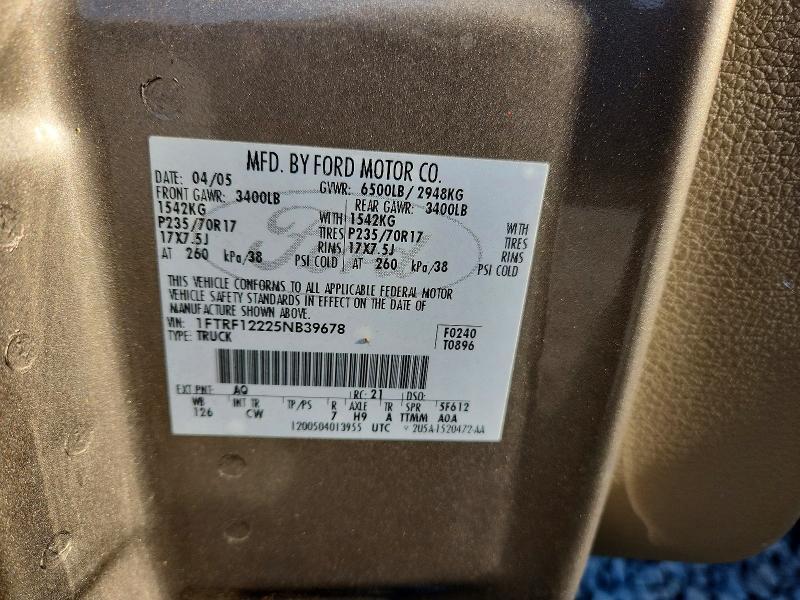 MFD. BY FORD MOTOR CO.
DATE: 04/05 GVWR: 6500LB/ 2948KG
FRONT GAWR: 3400LB REAR GAWR: 3400LB
1542KG WITH 1542KG WITH
P235/70R17 TIRES P235/70R17 TIRES
17X7.5J RIMS 17X7.5J RIMS
AT 260 kPa/38 PSI COLD AT 260 kPa/38 PSI COLD
Ford
THIS VEHICLE CONFORMS TO ALL APPLICABLE FEDERAL MOTOR
VEHICLE SAFETY STANDARDS IN EFFECT ON THE DATE OF
MANUFACTURE SHOWN ABOVE.
VIN: 1FTRF12225NB39678 F0240
TYPE: TRUCK T0896
EXT PNT: AQ RC: 21 DSO:
WB INT TR TP/PS R AXLE TR SPR 5F612
126 CW 7 H9 A TTMM A0A
1200504013955 UTC 2U5A-1520472-AA